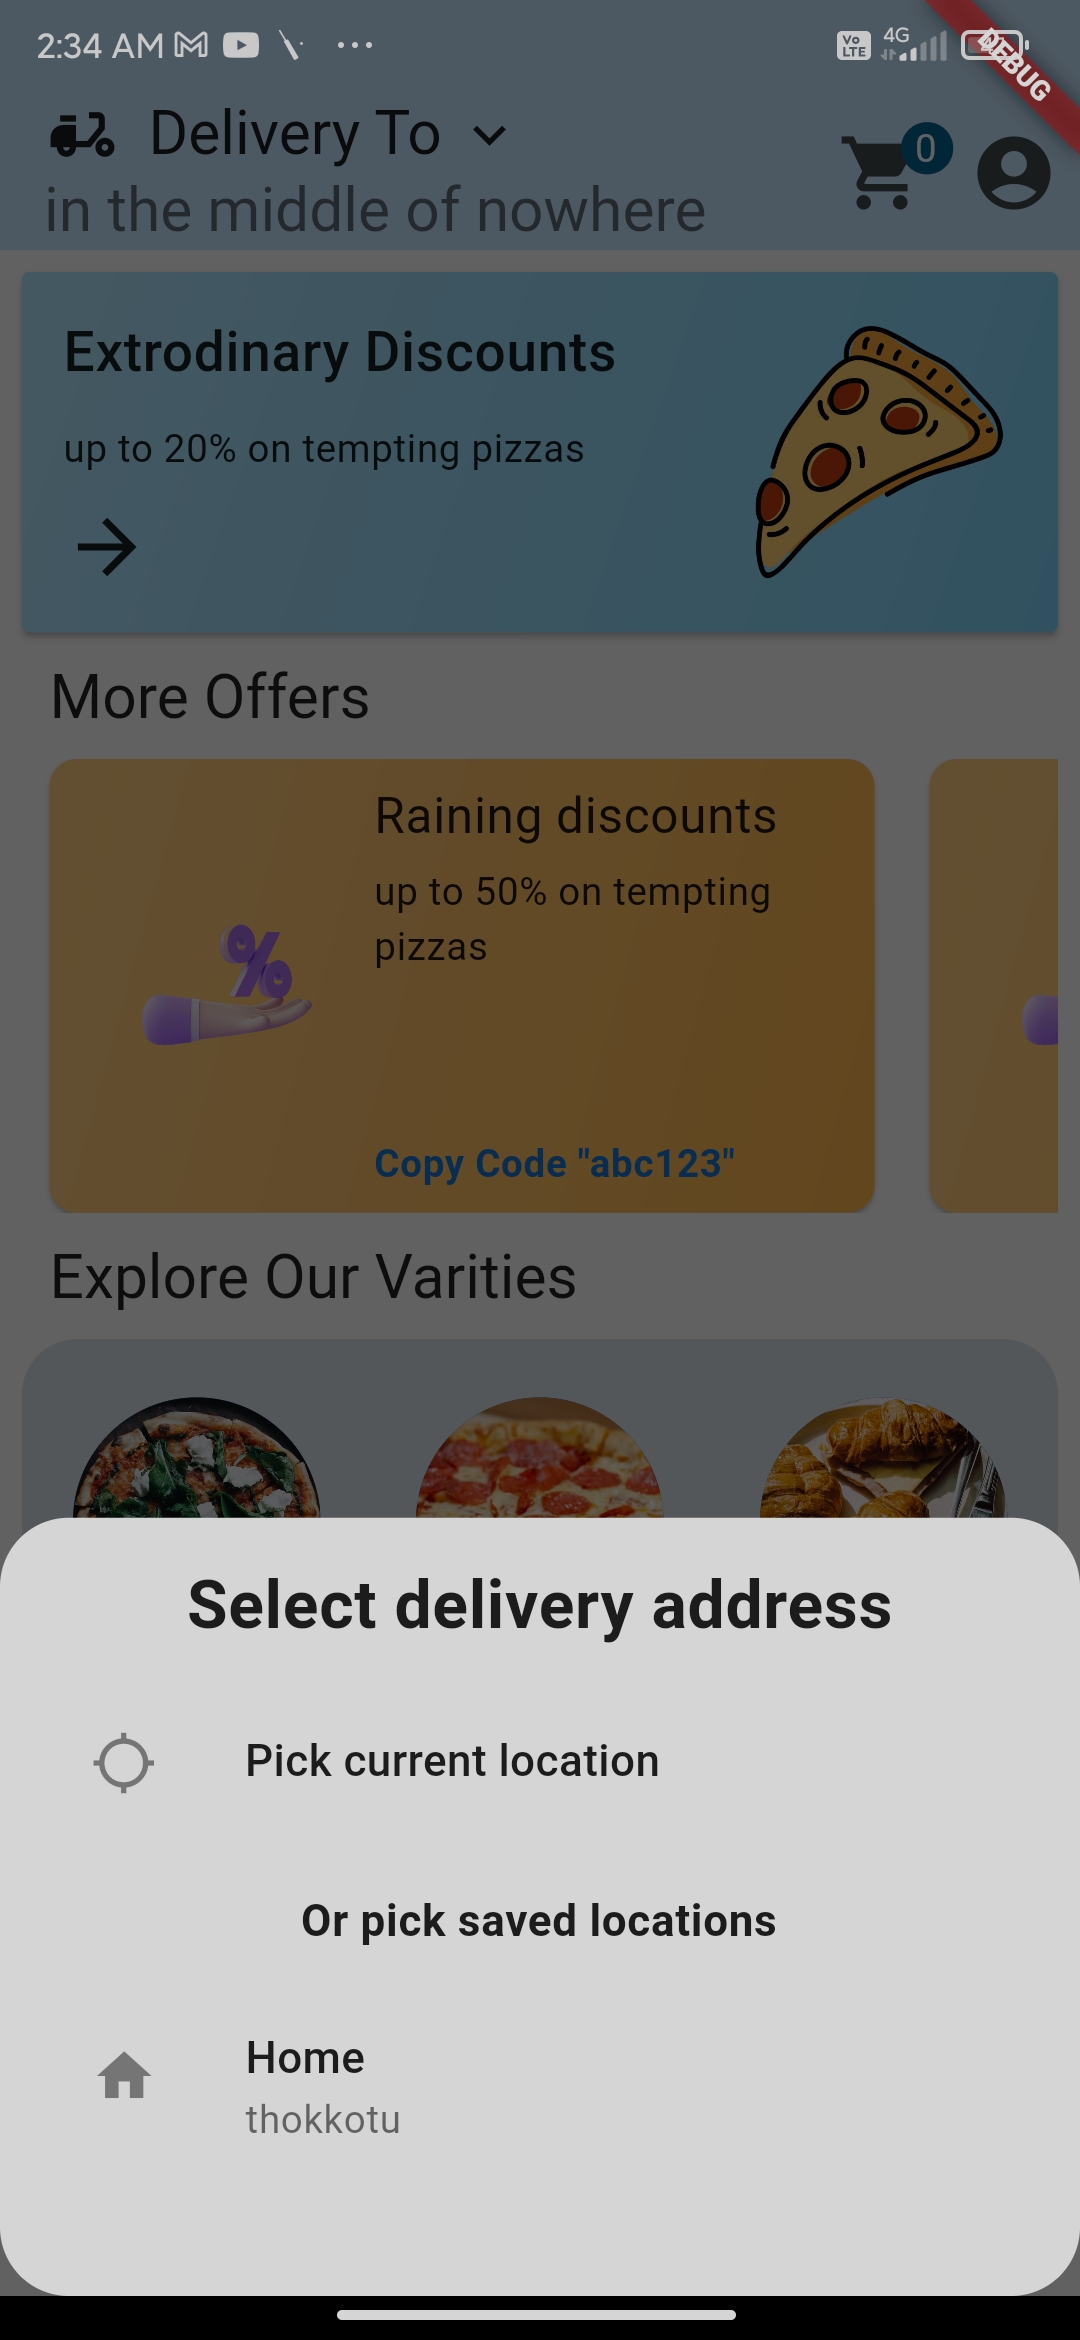 2:34 AM
Vo LTE
4G
DEBUG
Delivery To
0
in the middle of nowhere
Extrodinary Discounts
up to 20% on tempting pizzas
More Offers
Raining discounts
up to 50% on tempting
pizzas
%
Copy Code "abc123"
Explore Our Varities
Select delivery address
Pick current location
Or pick saved locations
Home
thokkotu